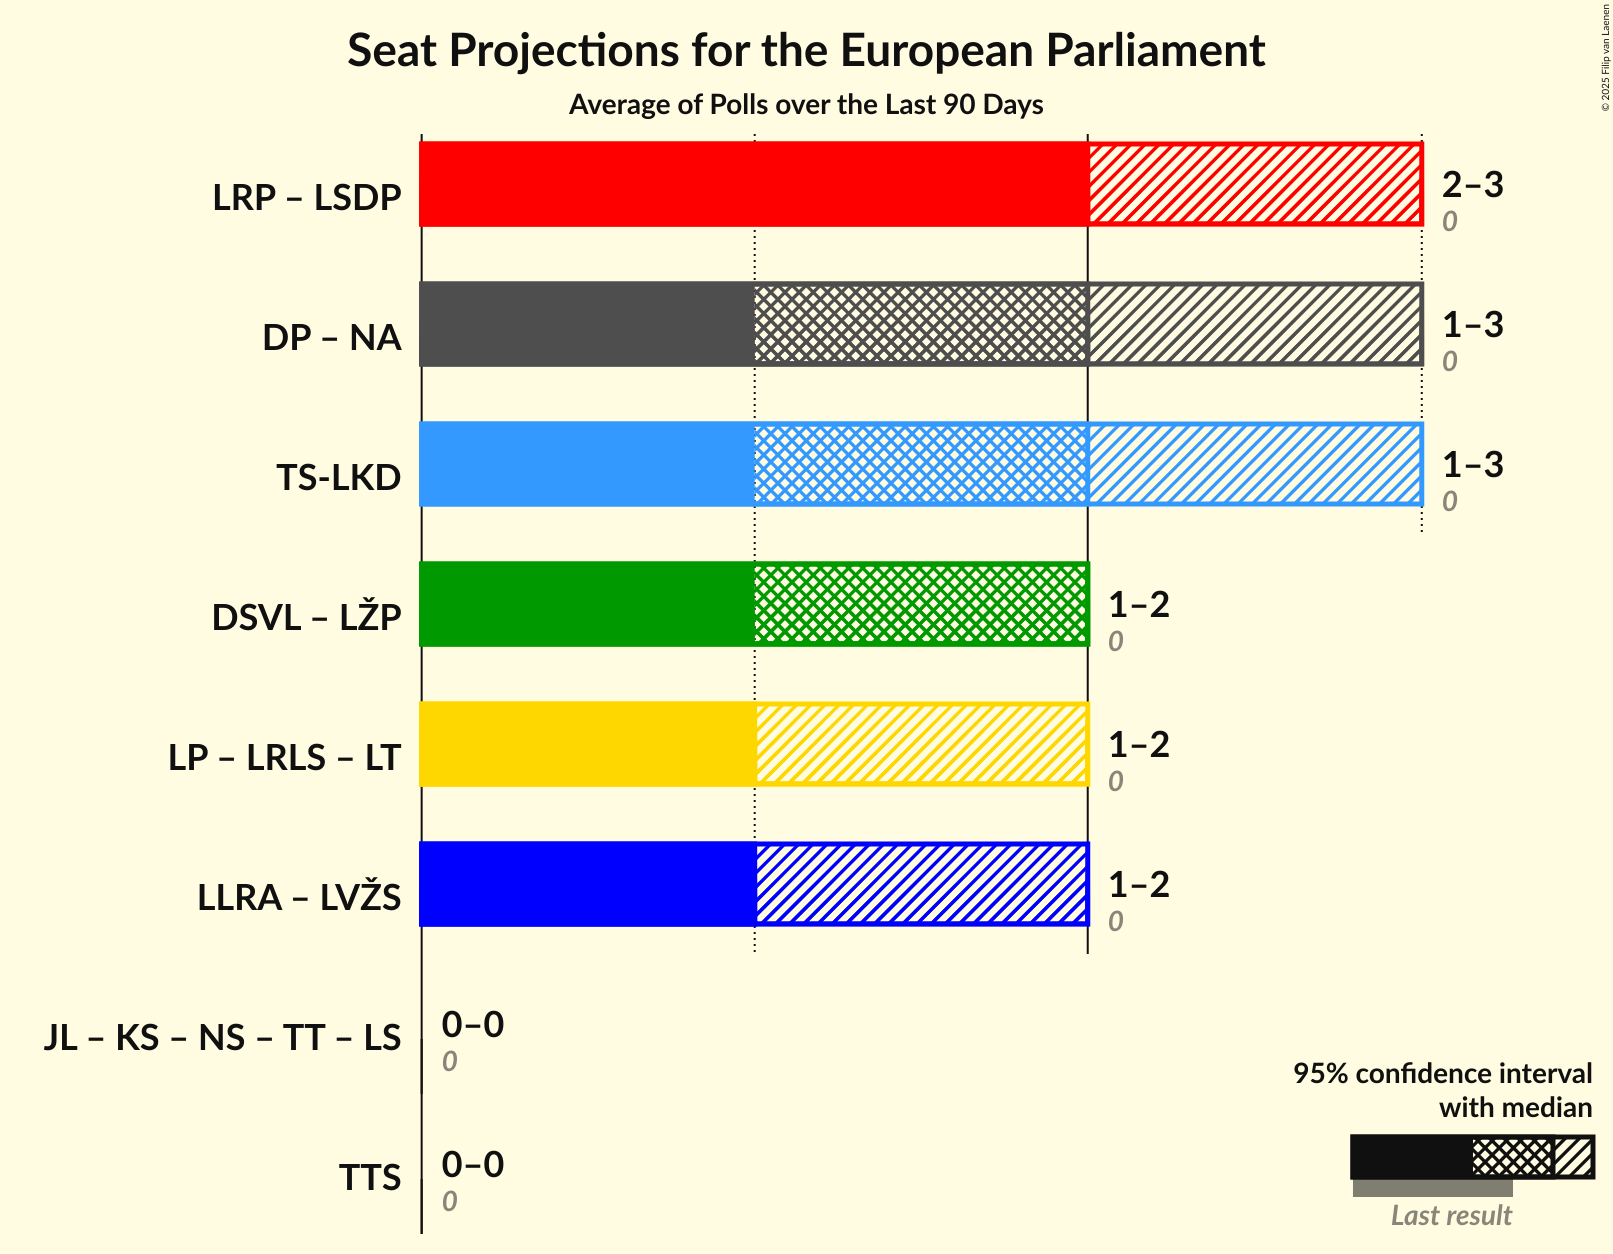 Seat Projections for the European Parliament
Average of Polls over the Last 90 Days
© 2025 Filip van Laenen
LRP – LSDP
2–3
0
DP – NA
1–3
0
TS-LKD
1–3
0
DSVL – LŽP
1–2
0
LP – LRLS – LT
1–2
0
LLRA – LVŽS
1–2
0
JL – KS – NS – TT – LS
0–0
0
TTS
0–0
0
95% confidence interval
with median
Last result